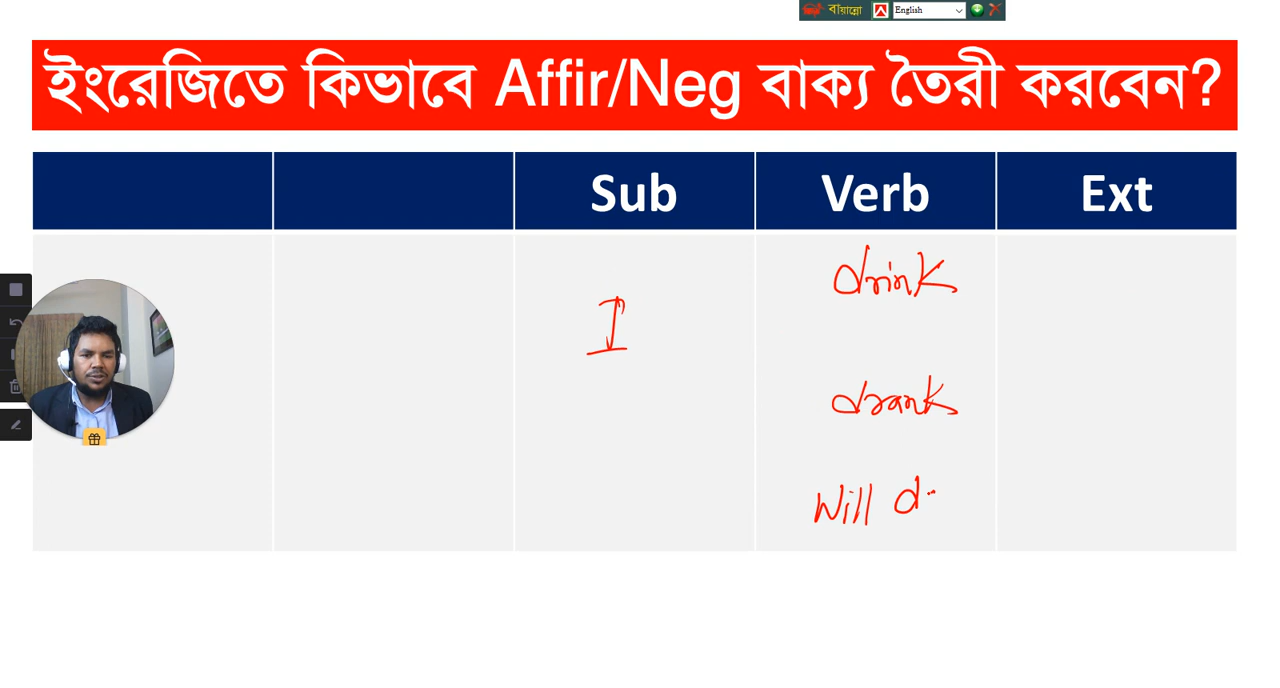 বায়ান্নো English
ইংরেজিতে কিভাবে Affir/Neg বাক্য তৈরী করবেন?
Sub Verb Ext
drink
I
drank
Will d